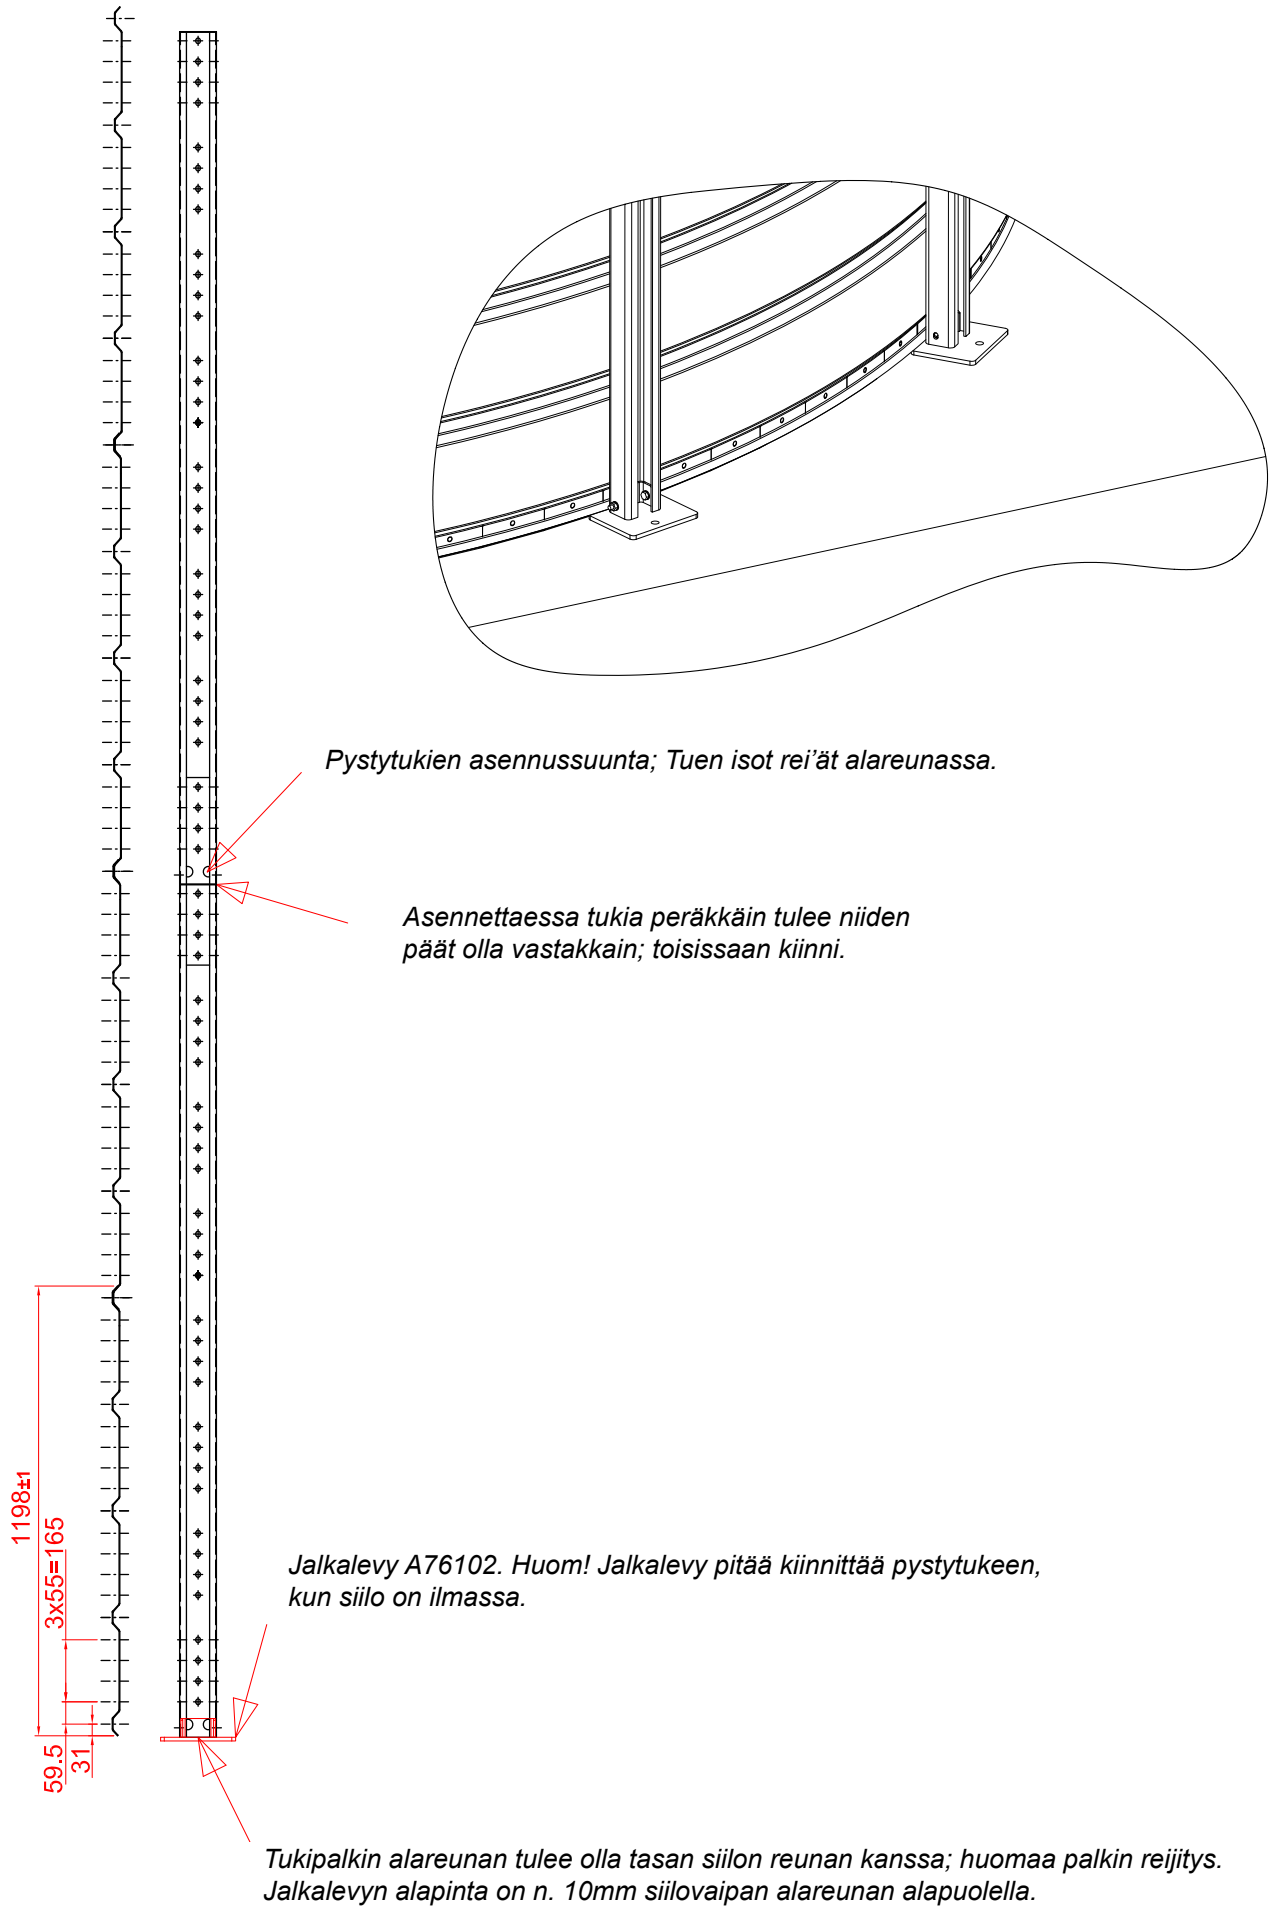 Pystytukien asennussuunta; Tuen isot rei’ät alareunassa.
Asennettaessa tukia peräkkäin tulee niiden
päät olla vastakkain; toisissaan kiinni.
1198±1
3x55=165
Jalkalevy A76102. Huom! Jalkalevy pitää kiinnittää pystytukeen,
kun siilo on ilmassa.
59.5
31
Tukipalkin alareunan tulee olla tasan siilon reunan kanssa; huomaa palkin reijitys.
Jalkalevyn alapinta on n. 10mm siilovaipan alareunan alapuolella.